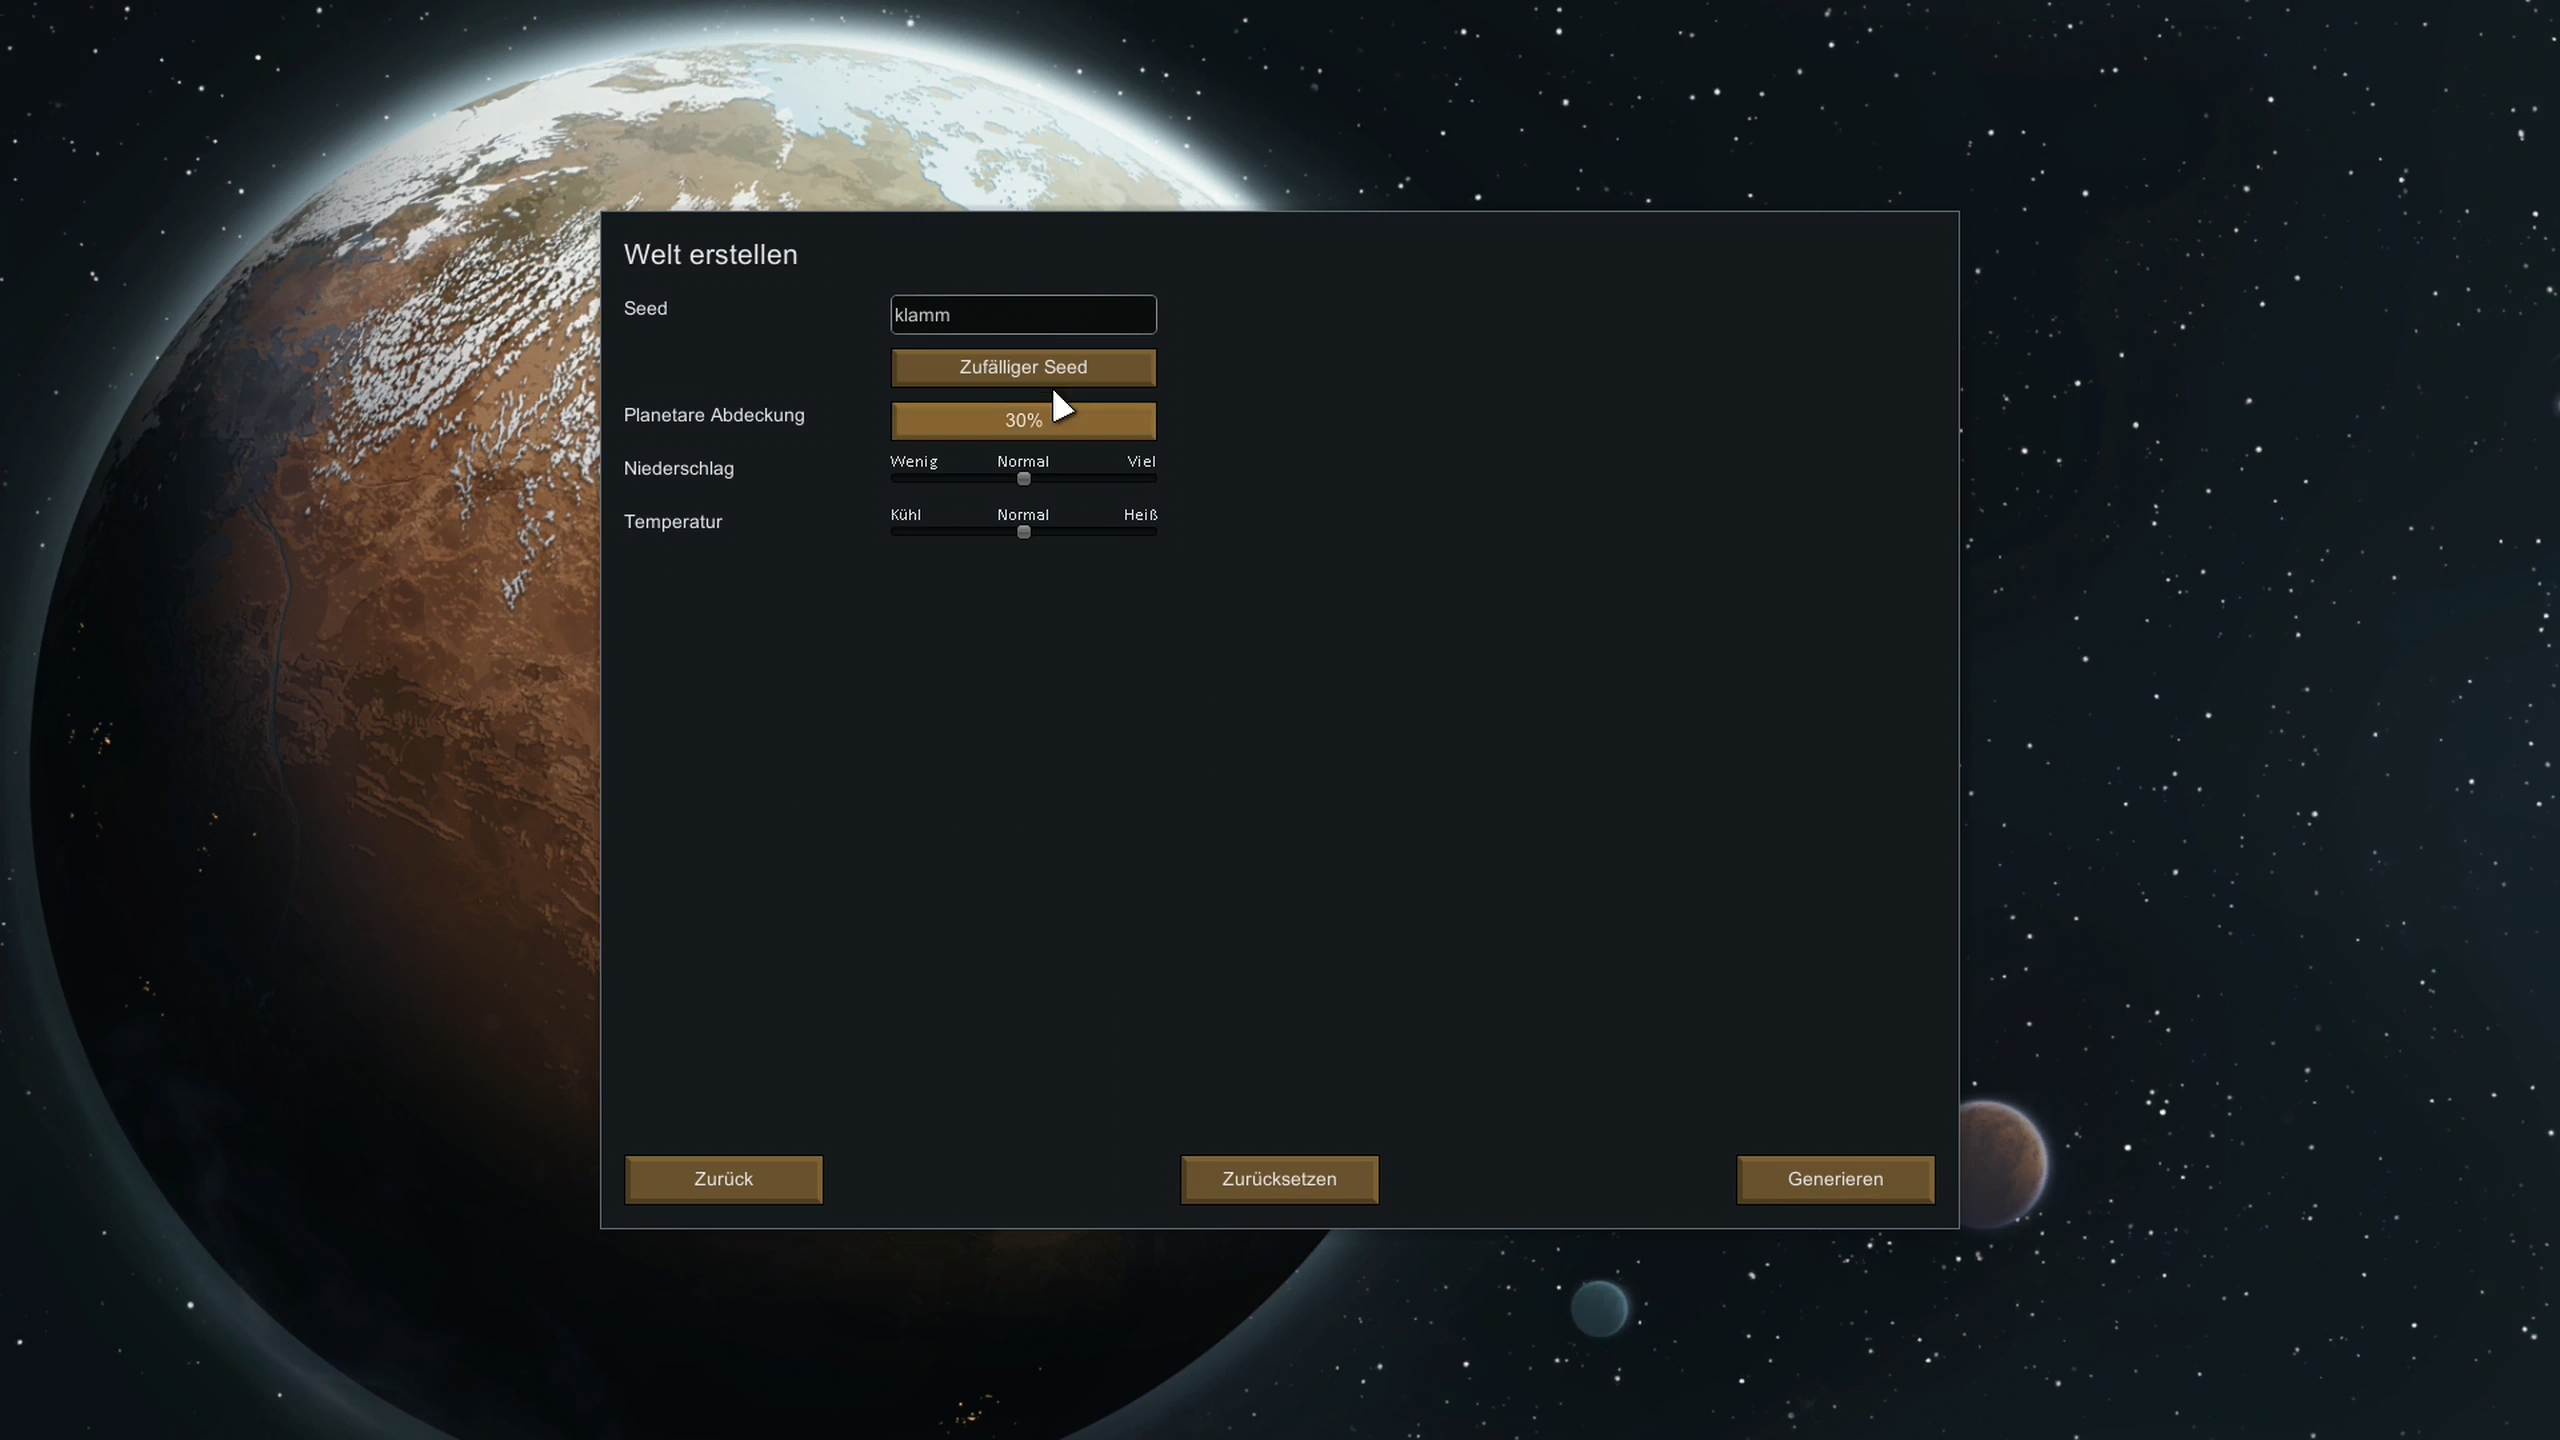 Welt erstellen
Seed klamm
Zufälliger Seed
Planetare Abdeckung 30%
Niederschlag Wenig Normal Viel
Temperatur Kühl Normal Heiß
Zurück Zurücksetzen Generieren